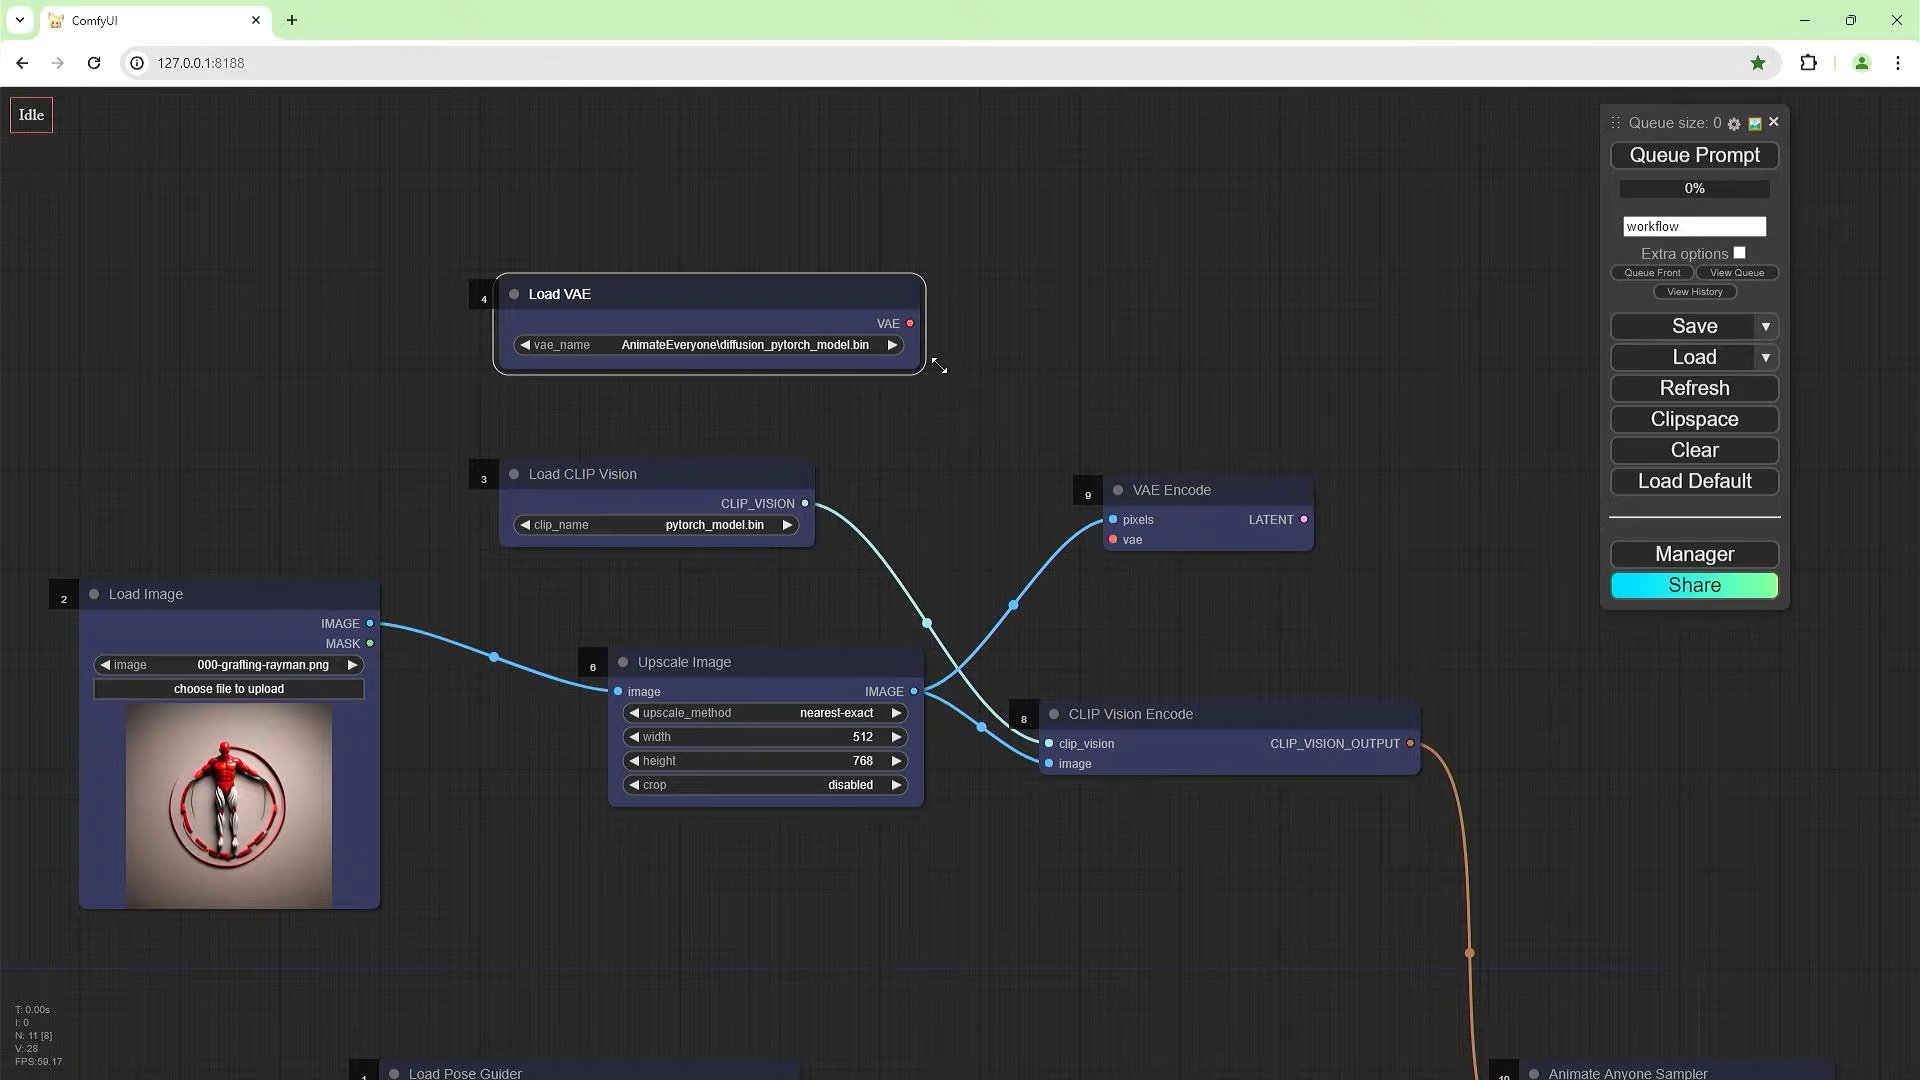 ComfyUI
127.0.0.1:8188
Idle
Queue size: 0
Queue Prompt
0%
workflow
Extra options
Queue Front
View Queue
View History
Save
Load
Refresh
Clipspace
Clear
Load Default
Manager
Share
4
Load VAE
VAE
vae_name AnimateEveryone\diffusion_pytorch_model.bin
3
Load CLIP Vision
CLIP_VISION
clip_name pytorch_model.bin
9
VAE Encode
pixels LATENT
vae
2
Load Image
IMAGE
MASK
image 000-grafting-rayman.png
choose file to upload
6
Upscale Image
image IMAGE
upscale_method nearest-exact
width 512
height 768
crop disabled
8
CLIP Vision Encode
clip_vision CLIP_VISION_OUTPUT
image
T: 0.00s
I: 0
N: 11 [8]
V: 28
FPS:59.17
1
Load Pose Guider
10
Animate Anyone Sampler